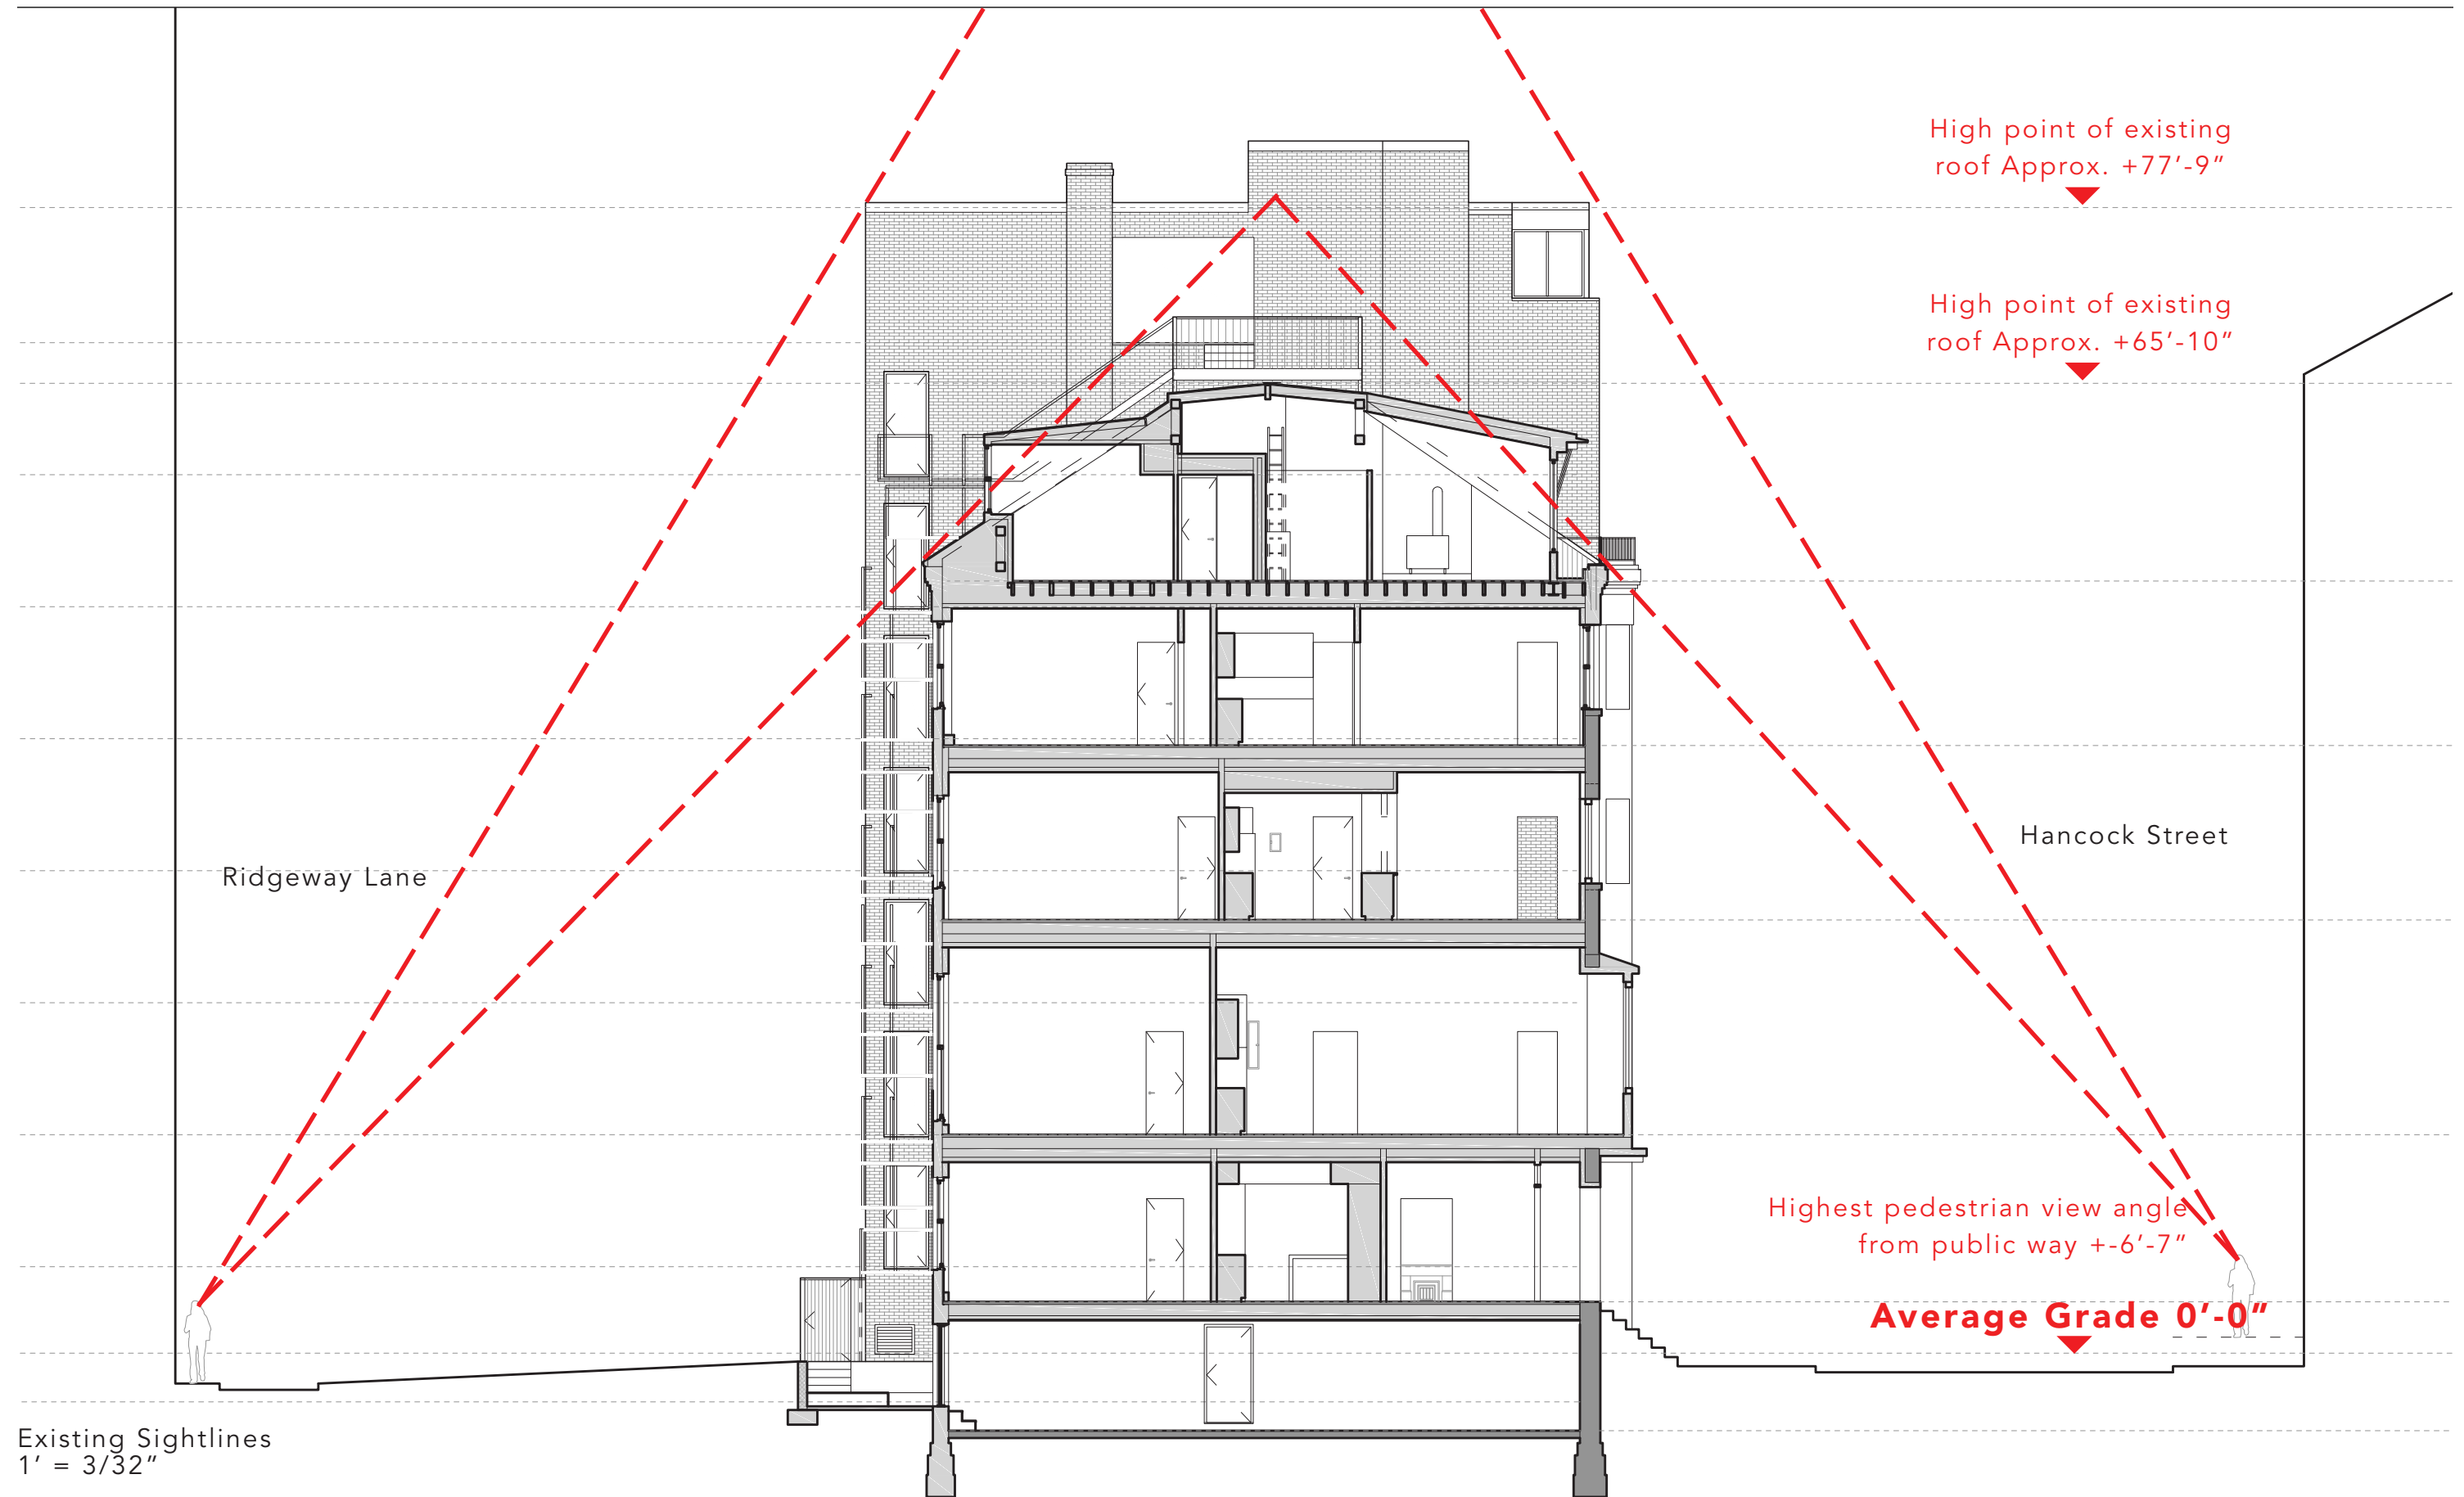 High point of existing
roof Approx. +77'-9"
High point of existing
roof Approx. +65'-10"
Hancock Street
Ridgeway Lane
Highest pedestrian view angle
from public way +-6'-7"
Average Grade 0'-0"
Existing Sightlines
1' = 3/32"